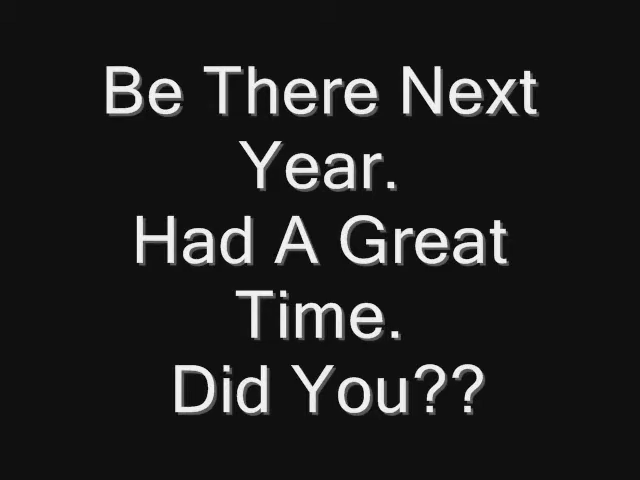 Be There Next
Year.
Had A Great
Time.
Did You??